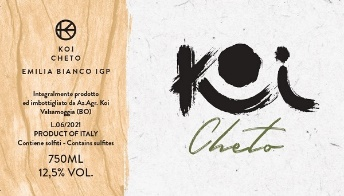 KOI
CHETO
EMILIA BIANCO IGP
Integralmente prodotto
ed imbottigliato da Az.Agr. Koi
Valsamoggia (BO)
L.06/2021
PRODUCT OF ITALY
Contiene solfiti - Contains sulfites
750ML
12,5% VOL.
Koi
Cheto